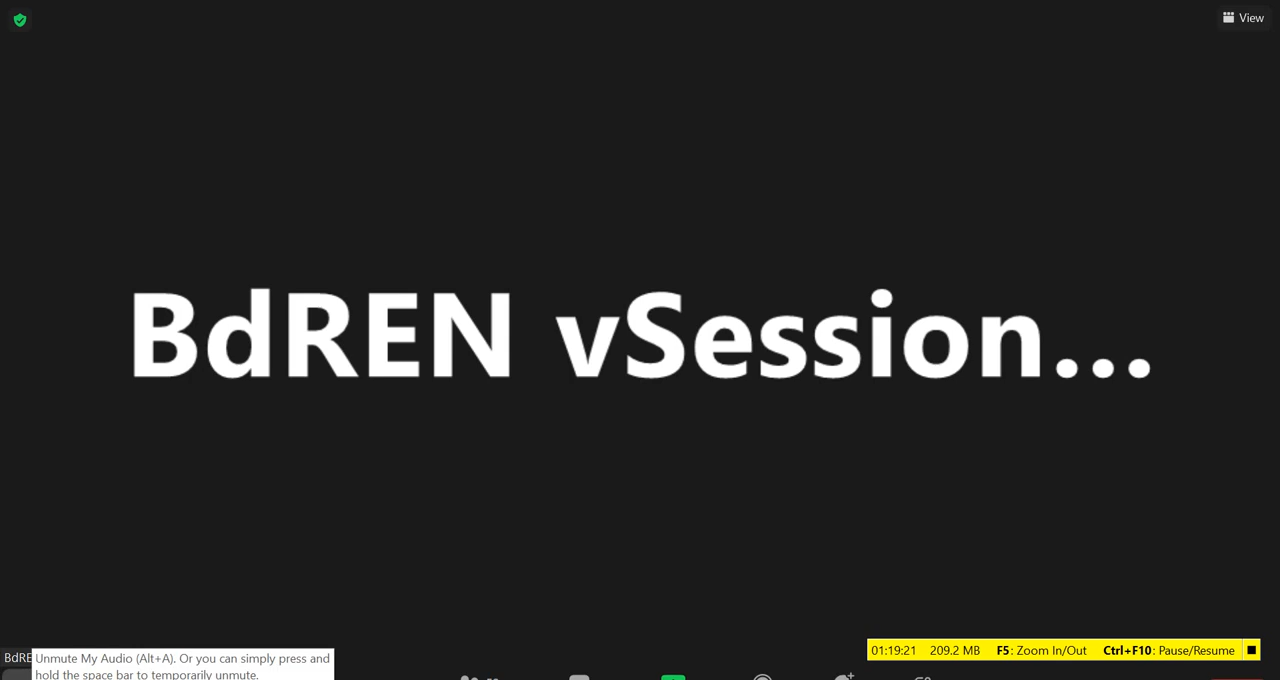 View
BdREN vSession...
01:19:21 209.2 MB F5: Zoom In/Out Ctrl+F10: Pause/Resume
BdRE
Unmute My Audio (Alt+A). Or you can simply press and
hold the space bar to temporarily unmute.